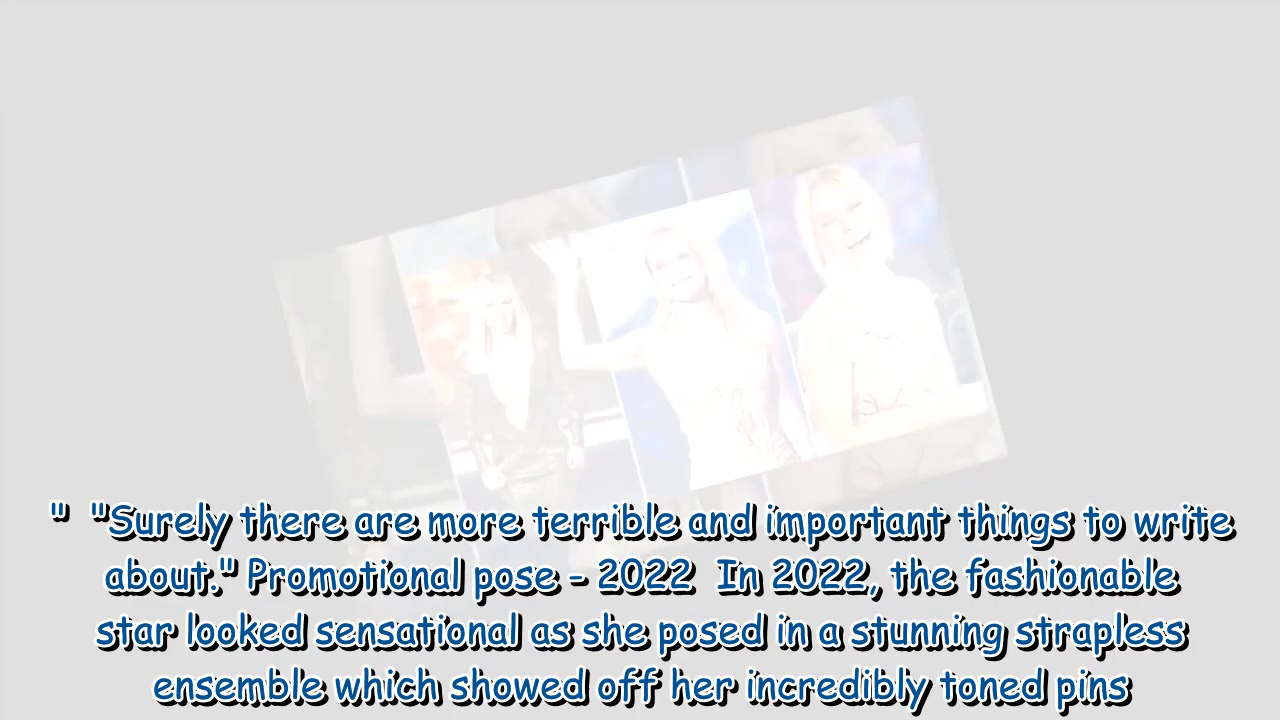 "  "Surely there are more terrible and important things to write
about." Promotional pose - 2022  In 2022, the fashionable
star looked sensational as she posed in a stunning strapless
ensemble which showed off her incredibly toned pins